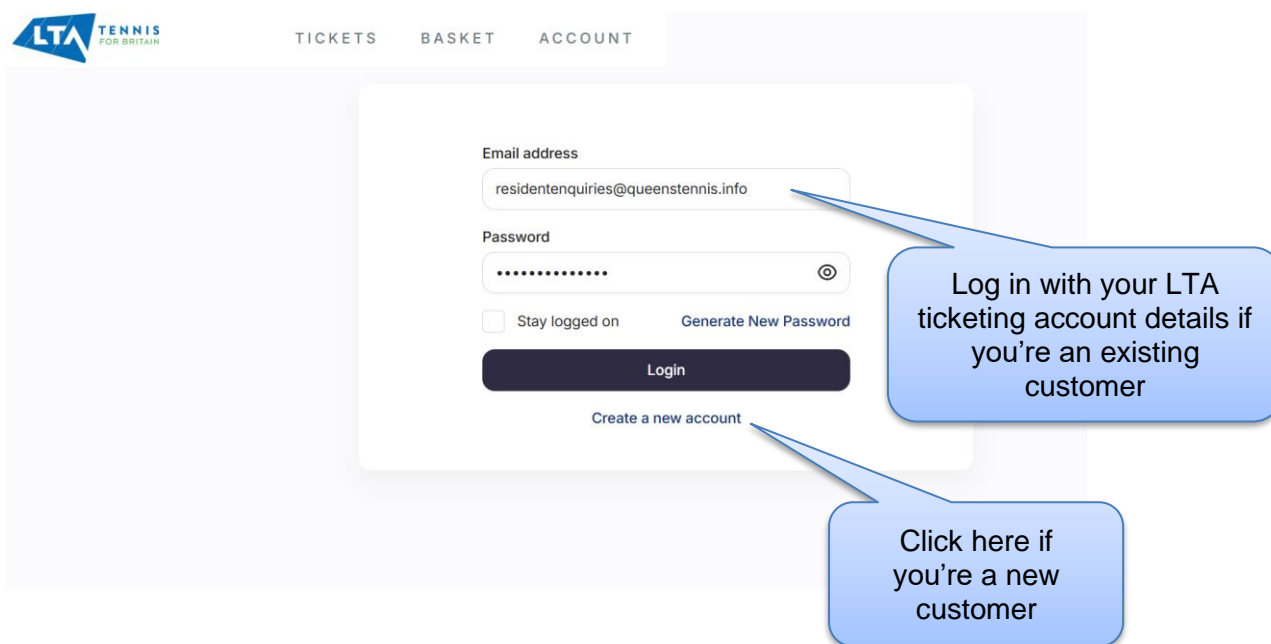 LTA TENNIS
FOR BRITAIN
TICKETS BASKET ACCOUNT
Email address
residentenquiries@queenstennis.info
Password
••••••••••••••
Stay logged on Generate New Password
Login
Create a new account
Log in with your LTA
ticketing account details if
you’re an existing
customer
Click here if
you’re a new
customer